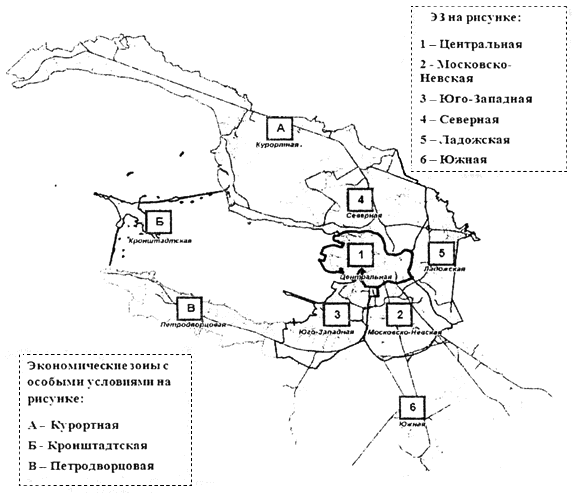 ЭЗ на рисунке:
1 – Центральная
2 - Московско-
Невская
3 – Юго-Западная
4 – Северная
5 – Ладожская
6 – Южная
А
Курортная
4
Северная
Б
Кронштадтская
1
Центральная
5
Ладожская
В
Петродворцовая
3
Юго-Западная
2
Московско-Невская
6
Южная
Экономические зоны с
особыми условиями на
рисунке:
А – Курортная
Б - Кронштадтская
В – Петродворцовая